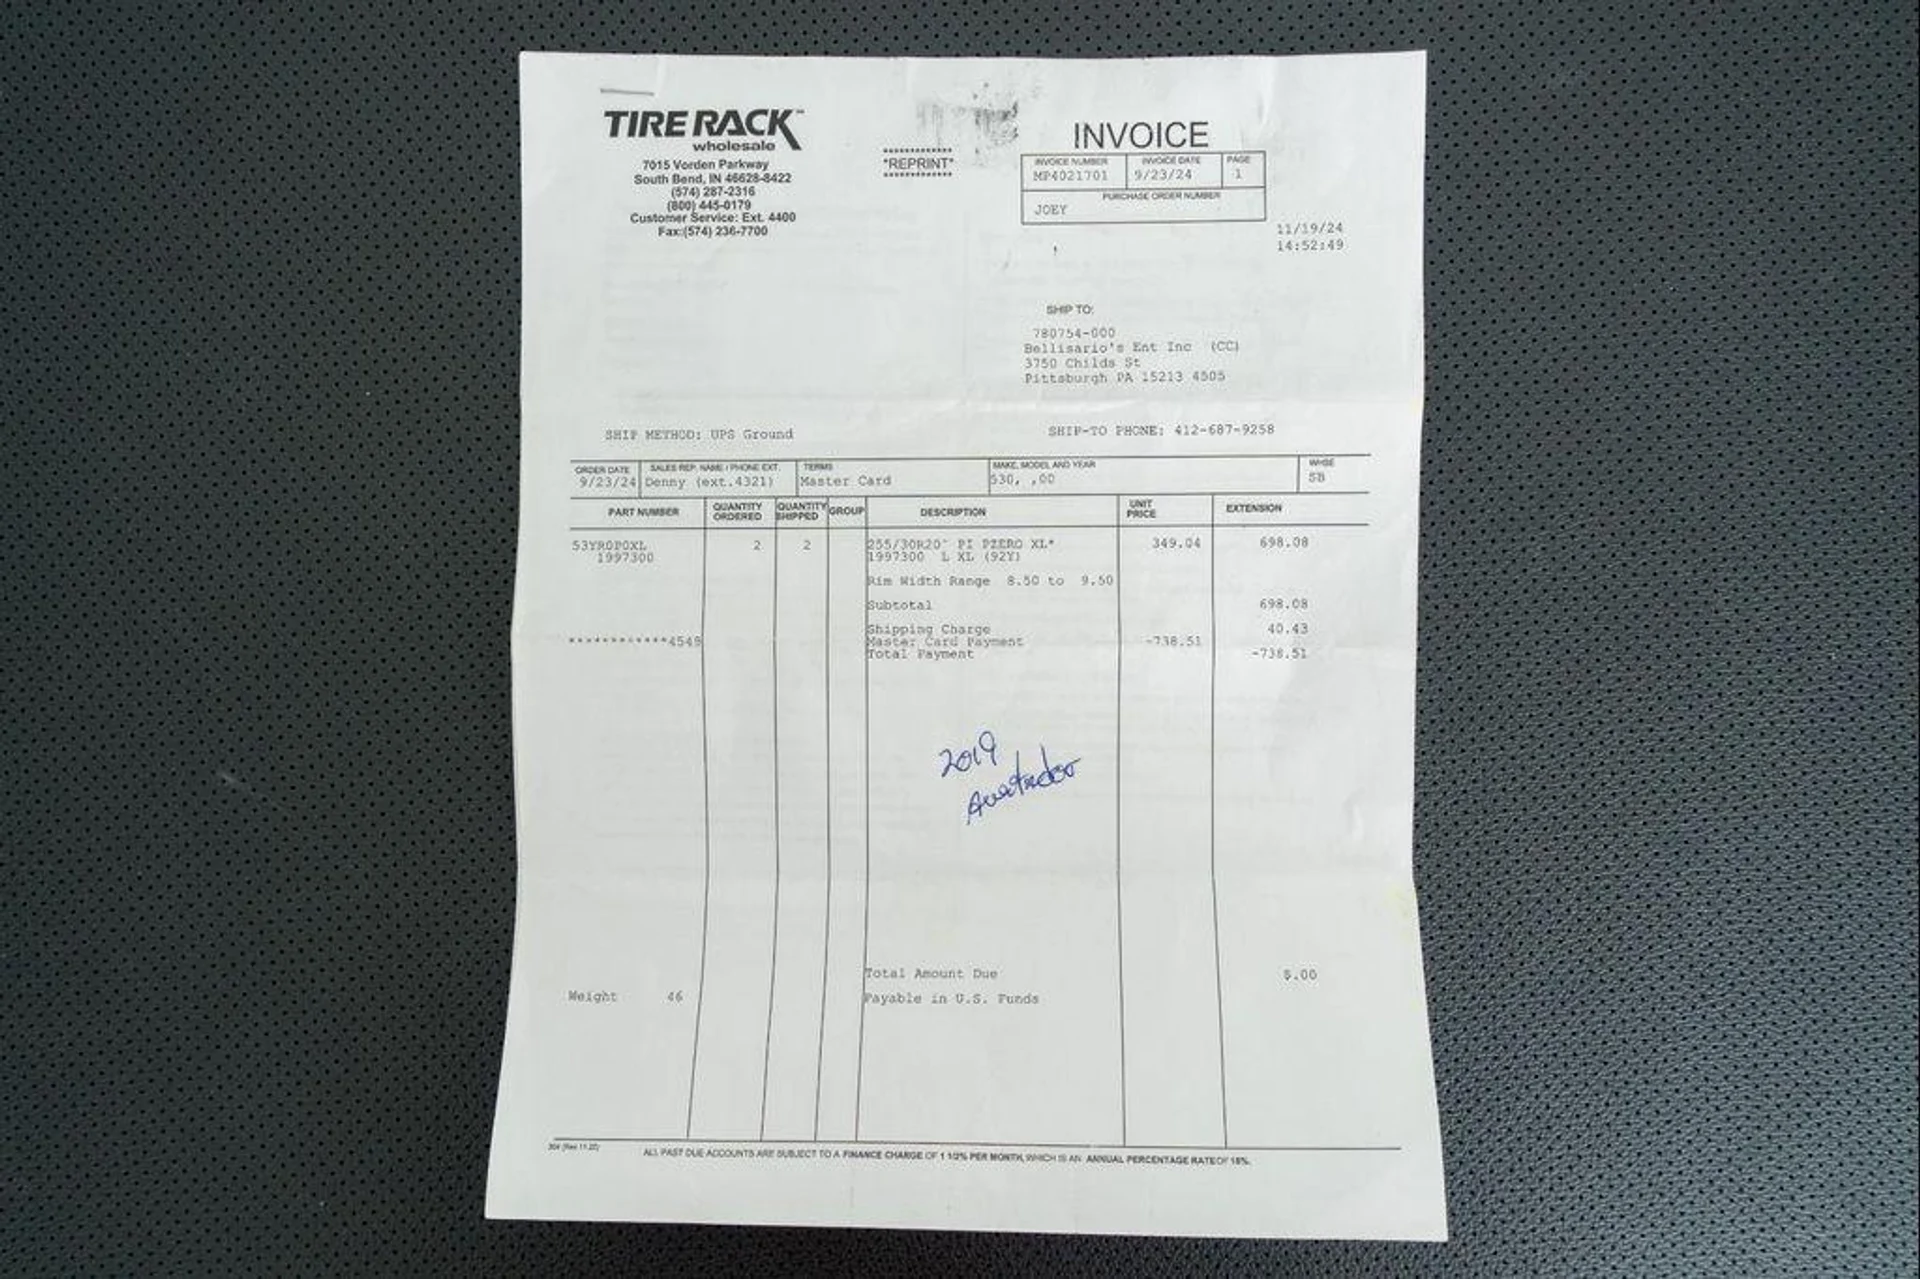 TIRE RACK™
wholesale
7015 Vorden Parkway
South Bend, IN 46628-8422
(574) 287-2316
(800) 445-0179
Customer Service: Ext. 4400
Fax:(574) 236-7700
*************
*REPRINT*
*************
INVOICE
INVOICE NUMBER INVOICE DATE PAGE
MP4021701 9/23/24 1
PURCHASE ORDER NUMBER
JOEY
11/19/24
14:52:49
SHIP TO:
780754-000
Bellisario's Ent Inc (CC)
3750 Childs St
Pittsburgh PA 15213 4505
SHIP METHOD: UPS Ground
SHIP-TO PHONE: 412-687-9258
ORDER DATE SALES REP. NAME / PHONE EXT. TERMS MAKE, MODEL AND YEAR WHSE
9/23/24 Denny (ext.4321) Master Card 530, ,00 SB
PART NUMBER QUANTITY ORDERED QUANTITY SHIPPED GROUP DESCRIPTION UNIT PRICE EXTENSION
53YR0P0XL 2 2 255/30R20~ PI PZERO XL* 349.04 698.08
1997300 1997300 L XL (92Y)
Rim Width Range 8.50 to 9.50
Subtotal 698.08
Shipping Charge 40.43
************4549 Master Card Payment -738.51
Total Payment -738.51
2019
Aventador
Total Amount Due $.00
Weight 46 Payable in U.S. Funds
ALL PAST DUE ACCOUNTS ARE SUBJECT TO A FINANCE CHARGE OF 1 1/2% PER MONTH, WHICH IS AN ANNUAL PERCENTAGE RATE OF 18%.